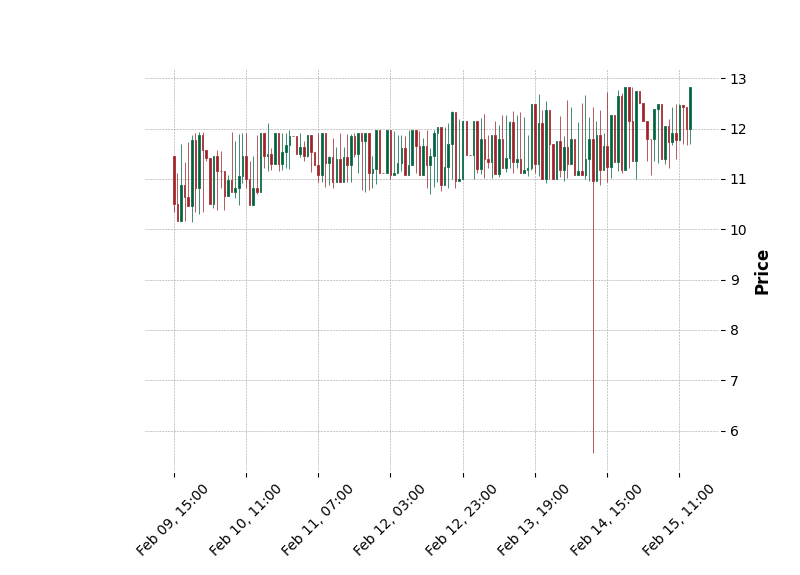 13
12
11
10
9
8
7
6
Price
Feb 09, 15:00
Feb 10, 11:00
Feb 11, 07:00
Feb 12, 03:00
Feb 12, 23:00
Feb 13, 19:00
Feb 14, 15:00
Feb 15, 11:00